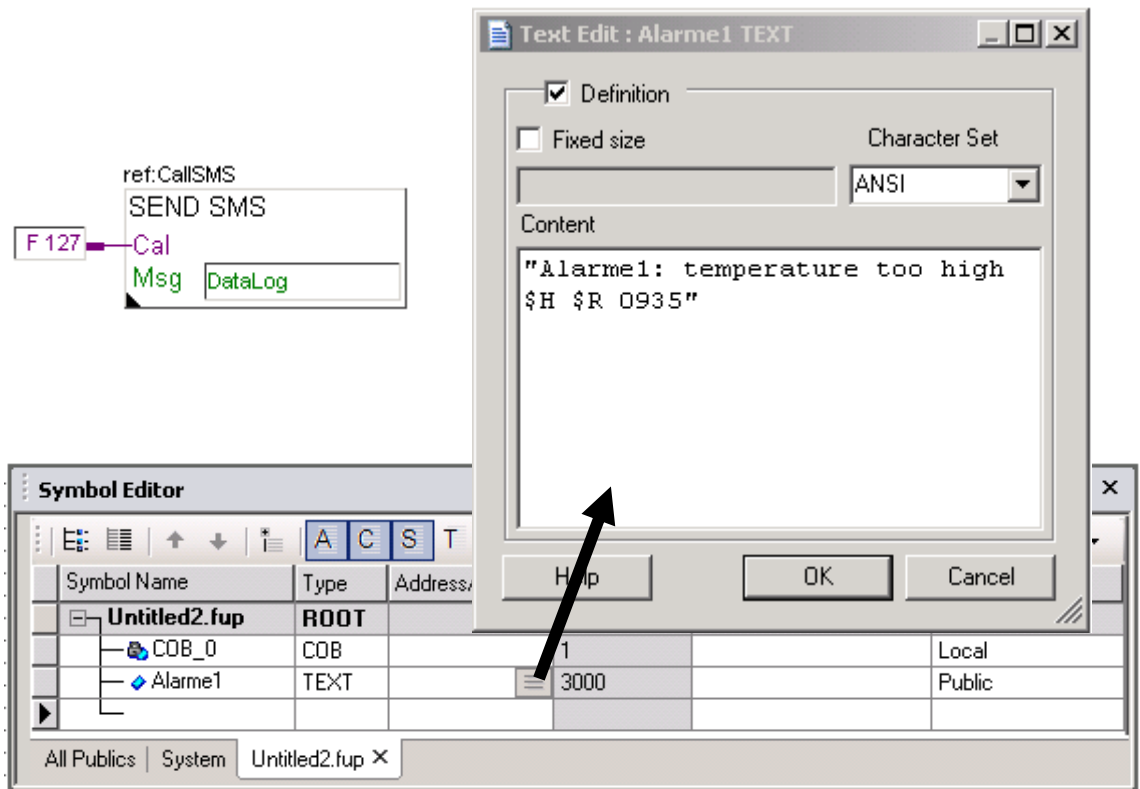 Text Edit : Alarme1 TEXT
Definition
Fixed size
Character Set
ANSI
Content
"Alarme1: temperature too high
$H $R 0935"
OK
Cancel
ref:CallSMS
SEND SMS
F 127
Cal
Msg
DataLog
Symbol Editor
A C S T
Symbol Name
Type
Untitled2.fup
ROOT
COB_0
COB
1
Local
Alarme1
TEXT
3000
Public
All Publics
System
Untitled2.fup